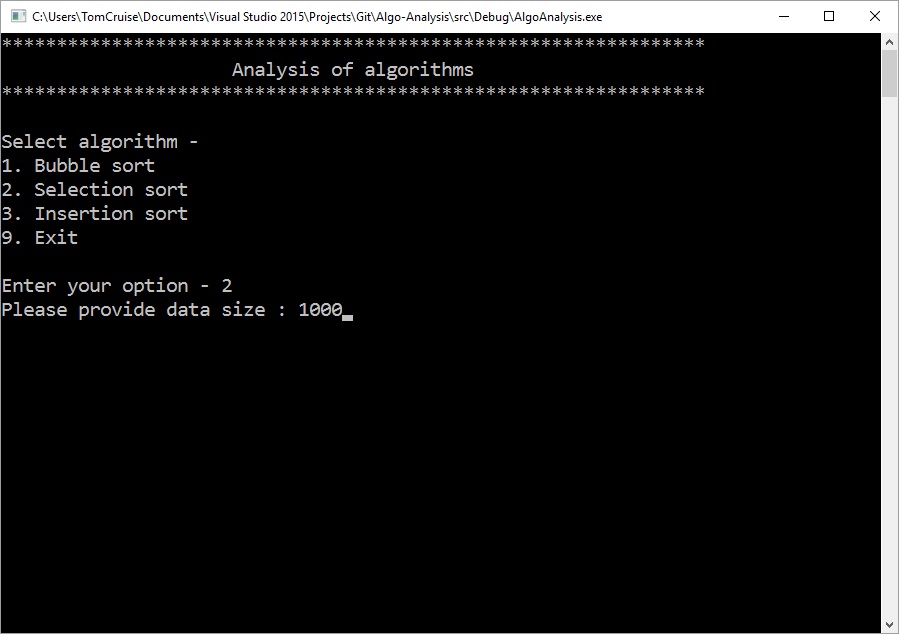 C:\Users\TomCruise\Documents\Visual Studio 2015\Projects\Git\Algo-Analysis\src\Debug\AlgoAnalysis.exe
****************************************************************
Analysis of algorithms
****************************************************************
Select algorithm -
1. Bubble sort
2. Selection sort
3. Insertion sort
9. Exit
Enter your option - 2
Please provide data size : 1000